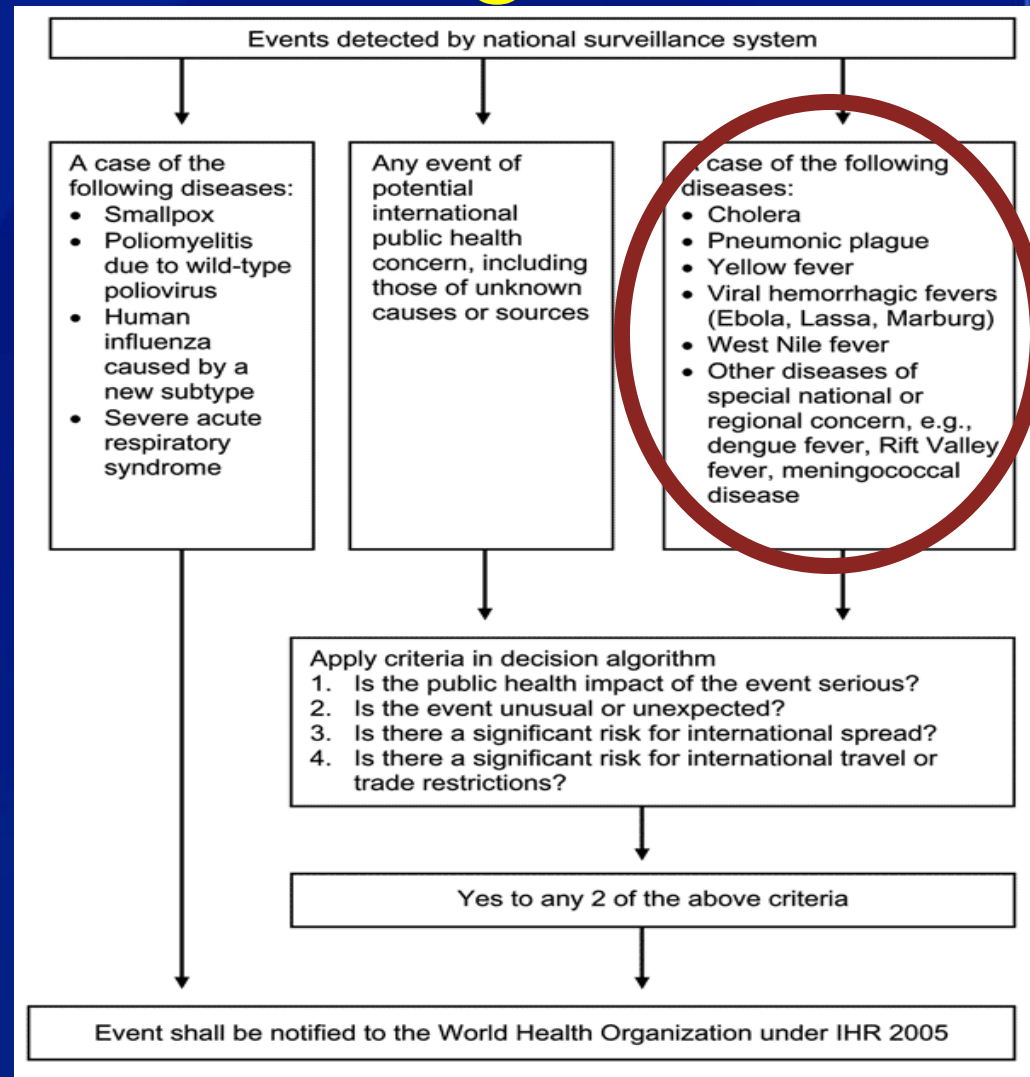 Events detected by national surveillance system
A case of the
following diseases:
• Smallpox
• Poliomyelitis
due to wild-type
poliovirus
• Human
influenza
caused by a
new subtype
• Severe acute
respiratory
syndrome
Any event of
potential
international
public health
concern, including
those of unknown
causes or sources
case of the following
diseases:
• Cholera
• Pneumonic plague
• Yellow fever
• Viral hemorrhagic fevers
(Ebola, Lassa, Marburg)
• West Nile fever
• Other diseases of
special national or
regional concern, e.g.,
dengue fever, Rift Valley
fever, meningococcal
disease
Apply criteria in decision algorithm
1. Is the public health impact of the event serious?
2. Is the event unusual or unexpected?
3. Is there a significant risk for international spread?
4. Is there a significant risk for international travel or
trade restrictions?
Yes to any 2 of the above criteria
Event shall be notified to the World Health Organization under IHR 2005